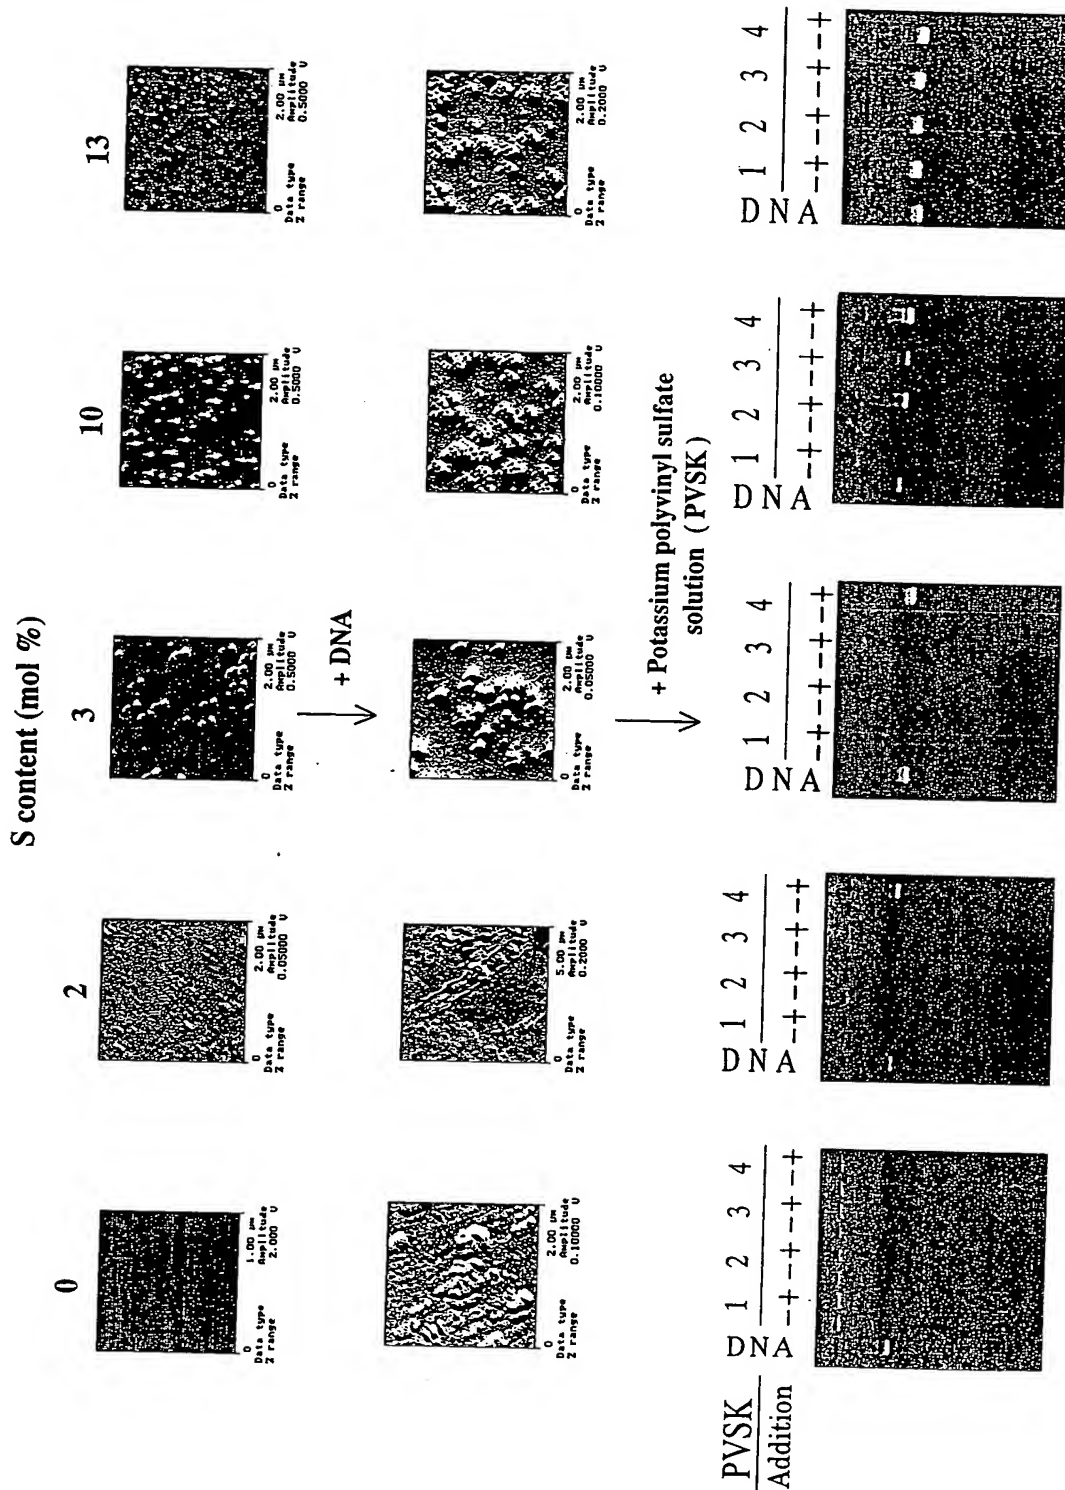 S content (mol %)
0 2 3 10 13
0 1.00 µm
Data type Amplitude
Z range 2.000 V
0 2.00 µm
Data type Amplitude
Z range 0.05000 V
0 2.00 µm
Data type Amplitude
Z range 0.5000 V
0 2.00 µm
Data type Amplitude
Z range 0.5000 V
0 2.00 µm
Data type Amplitude
Z range 0.5000 V
+ DNA
0 2.00 µm
Data type Amplitude
Z range 0.10000 V
0 5.00 µm
Data type Amplitude
Z range 0.2000 V
0 2.00 µm
Data type Amplitude
Z range 0.05000 V
0 2.00 µm
Data type Amplitude
Z range 0.10000 V
0 2.00 µm
Data type Amplitude
Z range 0.2000 V
+ Potassium polyvinyl sulfate
solution (PVSK)
PVSK
Addition
1 2 3 4
DNA - + - + - + - +
1 2 3 4
DNA - + - + - + - +
1 2 3 4
DNA - + - + - + - +
1 2 3 4
DNA - + - + - + - +
1 2 3 4
DNA - + - + - + - +